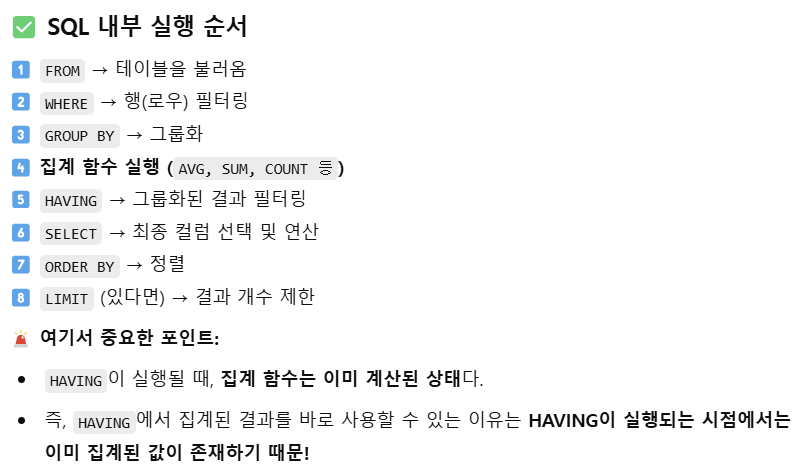 ✅ SQL 내부 실행 순서
1️⃣ FROM → 테이블을 불러옴
2️⃣ WHERE → 행(로우) 필터링
3️⃣ GROUP BY → 그룹화
4️⃣ 집계 함수 실행 (AVG, SUM, COUNT 등)
5️⃣ HAVING → 그룹화된 결과 필터링
6️⃣ SELECT → 최종 컬럼 선택 및 연산
7️⃣ ORDER BY → 정렬
8️⃣ LIMIT (있다면) → 결과 개수 제한
🚨 여기서 중요한 포인트:
• HAVING이 실행될 때, 집계 함수는 이미 계산된 상태다.
• 즉, HAVING에서 집계된 결과를 바로 사용할 수 있는 이유는 HAVING이 실행되는 시점에서는
이미 집계된 값이 존재하기 때문!